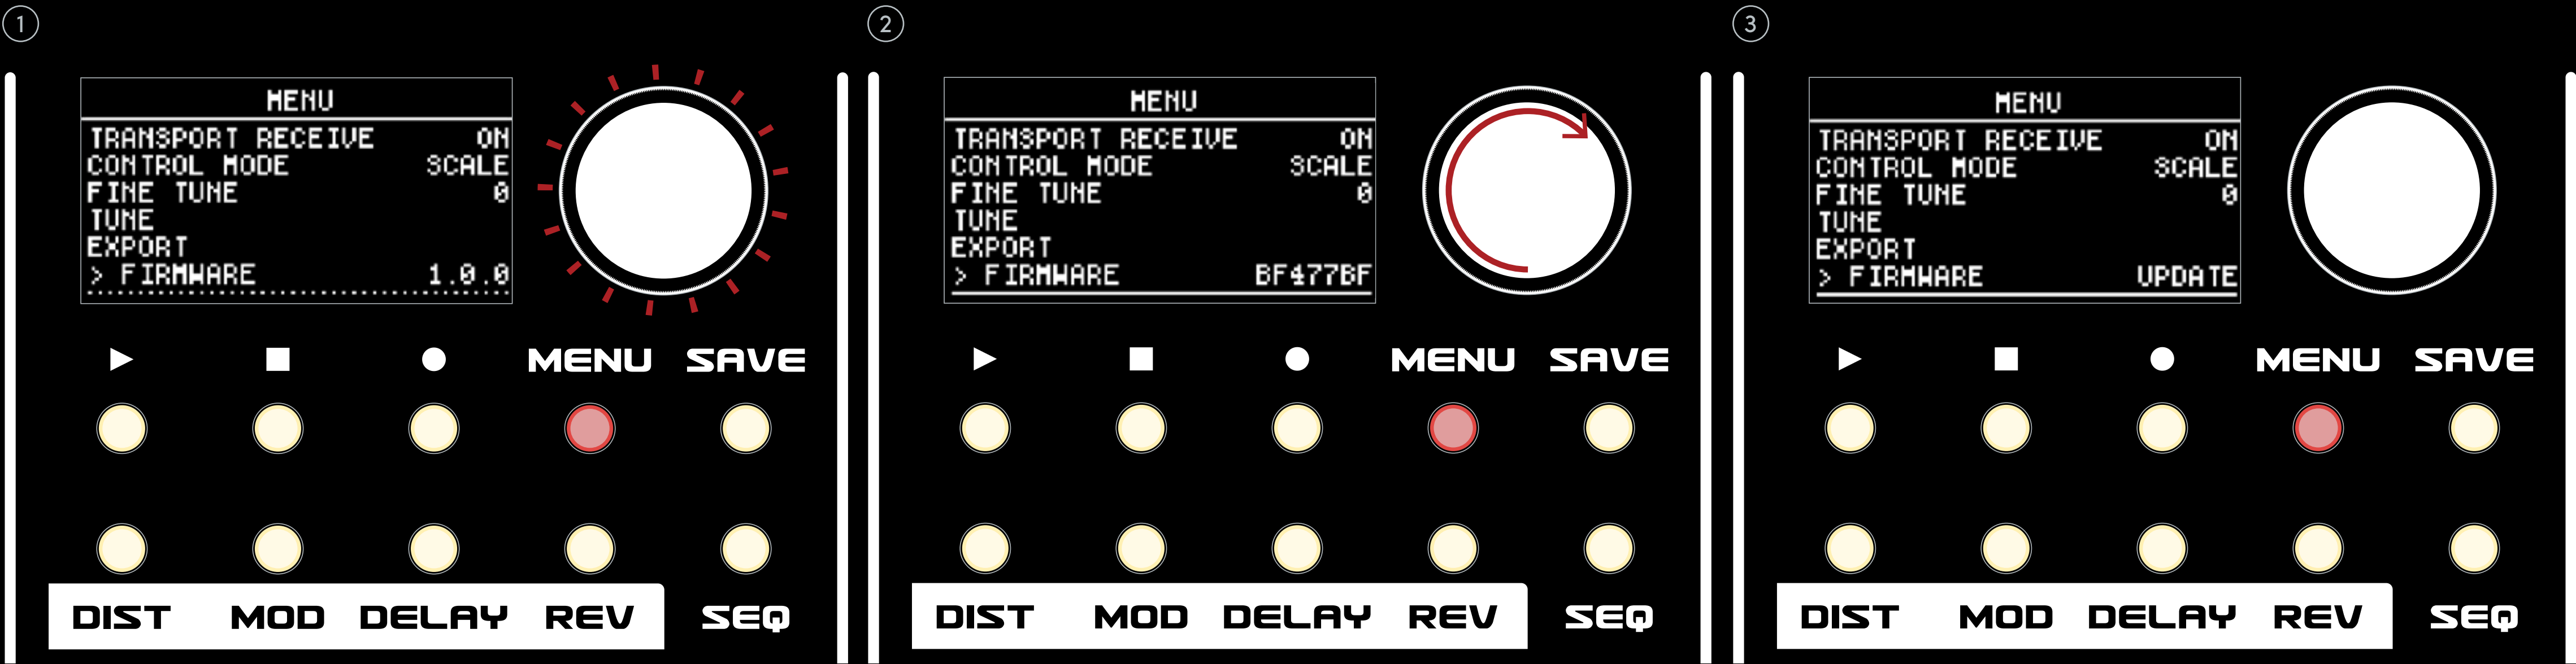 1
MENU
TRANSPORT RECEIVE ON
CONTROL MODE SCALE
FINE TUNE 0
TUNE
EXPORT
> FIRMWARE 1.0.0
MENU SAVE
DIST MOD DELAY REV SEQ
2
MENU
TRANSPORT RECEIVE ON
CONTROL MODE SCALE
FINE TUNE 0
TUNE
EXPORT
> FIRMWARE BF477BF
MENU SAVE
DIST MOD DELAY REV SEQ
3
MENU
TRANSPORT RECEIVE ON
CONTROL MODE SCALE
FINE TUNE 0
TUNE
EXPORT
> FIRMWARE UPDATE
MENU SAVE
DIST MOD DELAY REV SEQ